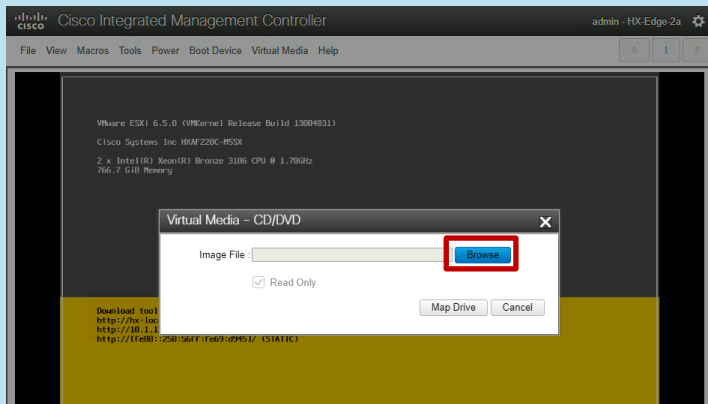 cisco Cisco Integrated Management Controller admin - HX-Edge-2a
File View Macros Tools Power Boot Device Virtual Media Help A 1 S
VMware ESXi 6.5.0 (VMKernel Release Build 13004031)
Cisco Systems Inc HXAF220C-M5SX
2 x Intel(R) Xeon(R) Bronze 3106 CPU @ 1.70GHz
766.7 GiB Memory
Virtual Media - CD/DVD
Image File : Browse
Read Only
Map Drive Cancel
Download tool
http://hx-loc
http://10.1.1
http://[fe80::250:56ff:fe69:d945]/ (STATIC)